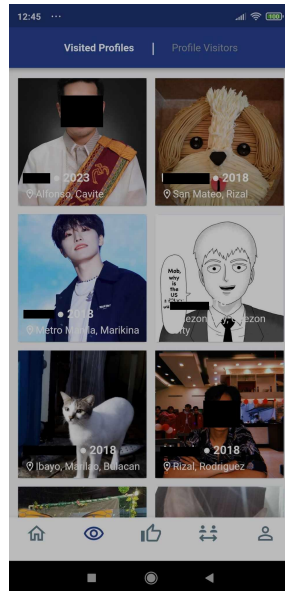 12:45 ...
100
Visited Profiles | Profile Visitors
2023
Alfonso, Cavite
2018
San Mateo, Rizal
2018
Metro Manila, Marikina
Mob,
why
is
the
US
Quezon
2018
Ibayo, Marilao, Bulacan
2018
Rizal, Rodriguez